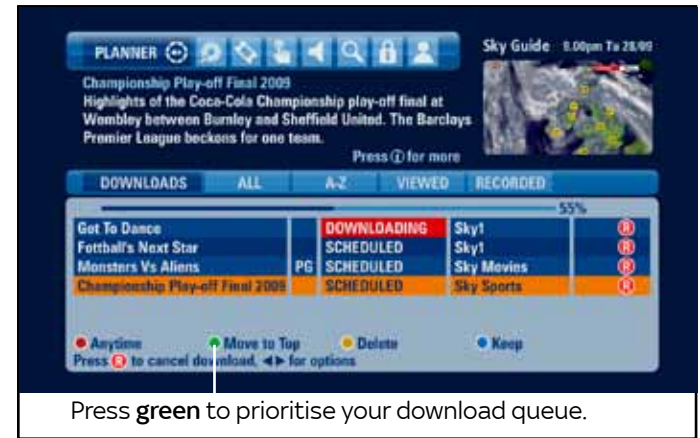 PLANNER
Sky Guide 8.00pm Tu 28/09
Championship Play-off Final 2009
Highlights of the Coca-Cola Championship play-off final at
Wembley between Burnley and Sheffield United. The Barclays
Premier League beckons for one team.
Press i for more
DOWNLOADS ALL A-Z VIEWED RECORDED
55%
Got To Dance DOWNLOADING Sky1 R
Fottball's Next Star SCHEDULED Sky1 R
Monsters Vs Aliens PG SCHEDULED Sky Movies R
Championship Play-off Final 2009 SCHEDULED Sky Sports R
Anytime Move to Top Delete Keep
Press R to cancel download, ◄► for options
Press green to prioritise your download queue.